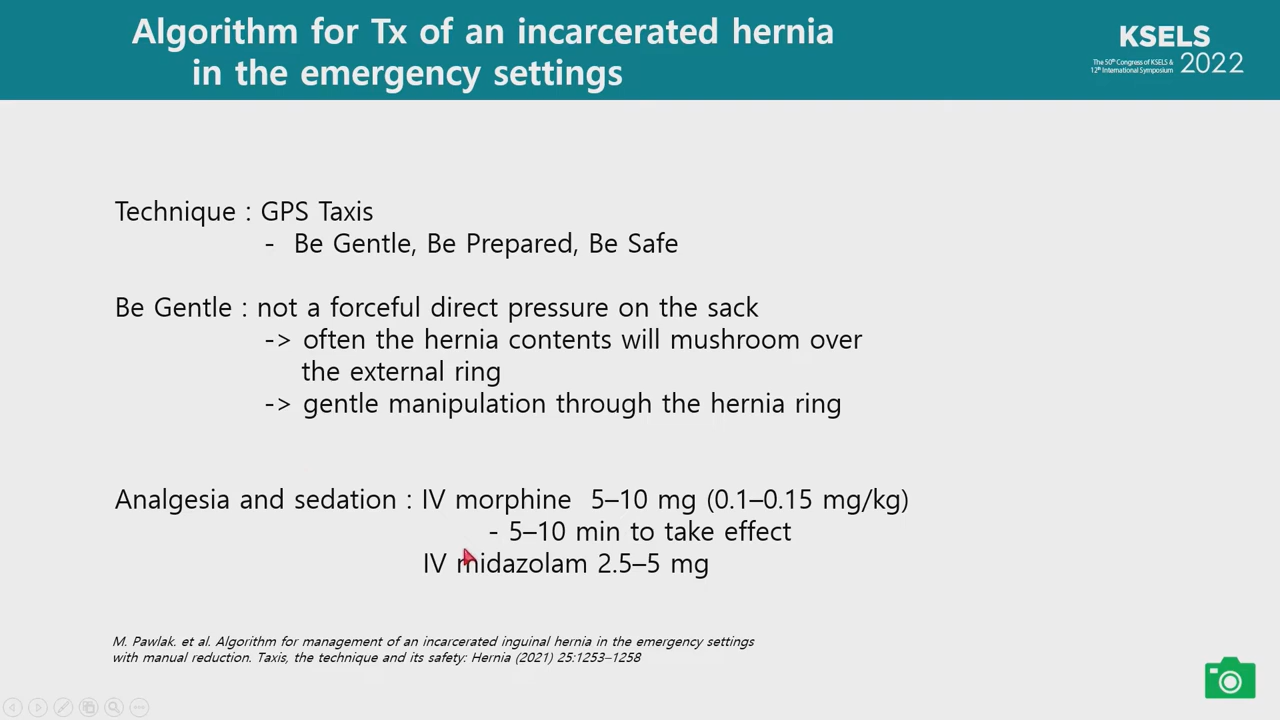 Algorithm for Tx of an incarcerated hernia
in the emergency settings
KSELS
The 50th Congress of KSELS &
12th International Symposium 2022
Technique : GPS Taxis
- Be Gentle, Be Prepared, Be Safe
Be Gentle : not a forceful direct pressure on the sack
-> often the hernia contents will mushroom over
the external ring
-> gentle manipulation through the hernia ring
Analgesia and sedation : IV morphine 5–10 mg (0.1–0.15 mg/kg)
- 5–10 min to take effect
IV midazolam 2.5–5 mg
M. Pawlak. et al. Algorithm for management of an incarcerated inguinal hernia in the emergency settings
with manual reduction. Taxis, the technique and its safety: Hernia (2021) 25:1253–1258